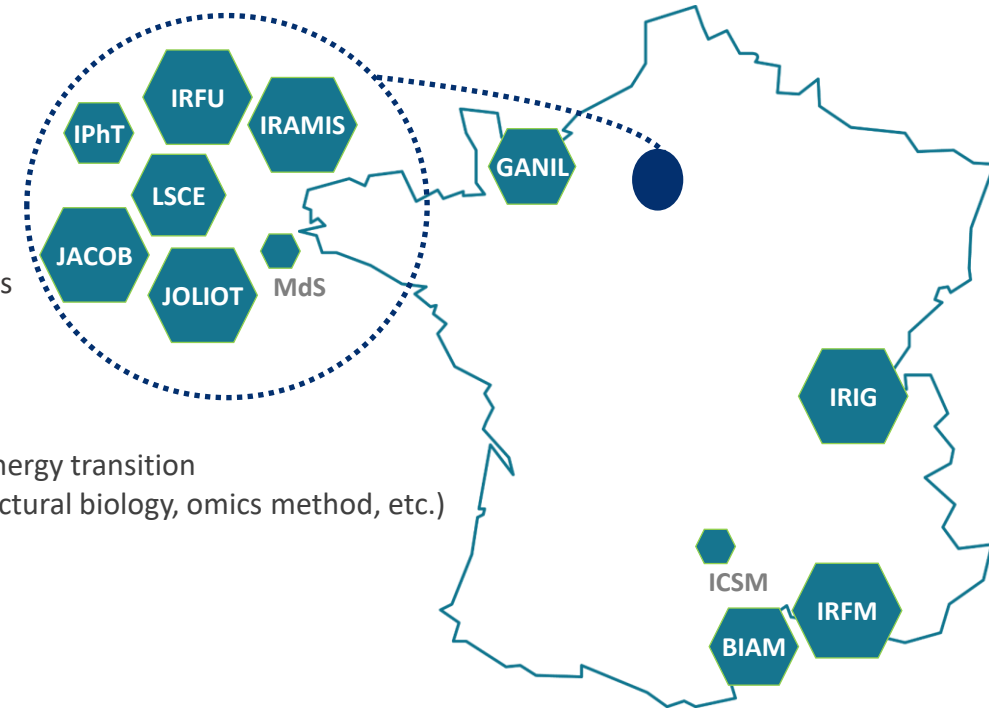 IRFU
IPhT
IRAMIS
GANIL
LSCE
JACOB
s
JOLIOT
MdS
IRIG
nergy transition
ctural biology, omics method, etc.)
ICSM
IRFM
BIAM